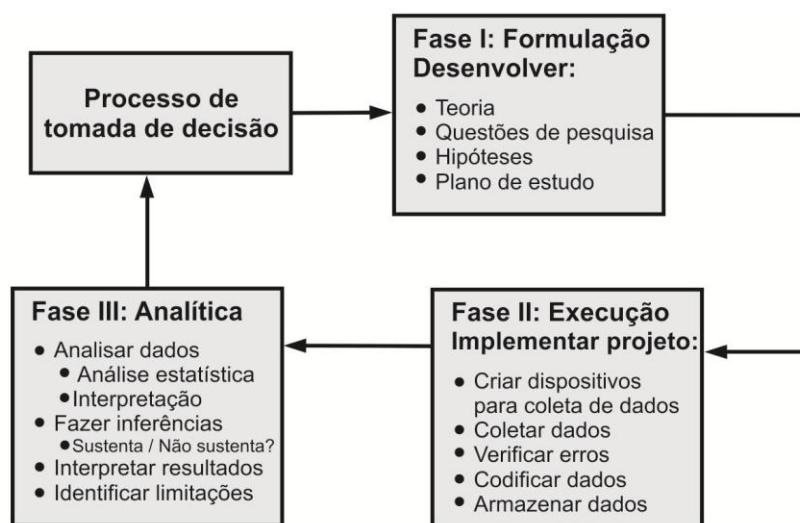 Processo de
tomada de decisão
Fase I: Formulação
Desenvolver:
• Teoria
• Questões de pesquisa
• Hipóteses
• Plano de estudo
Fase II: Execução
Implementar projeto:
• Criar dispositivos
para coleta de dados
• Coletar dados
• Verificar erros
• Codificar dados
• Armazenar dados
Fase III: Analítica
• Analisar dados
• Análise estatística
• Interpretação
• Fazer inferências
• Sustenta / Não sustenta?
• Interpretar resultados
• Identificar limitações